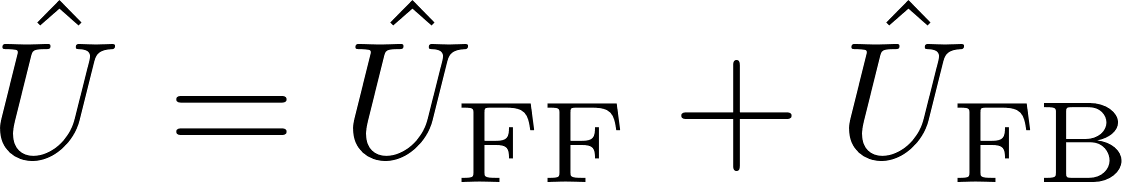 Û = Û_FF + Û_FB